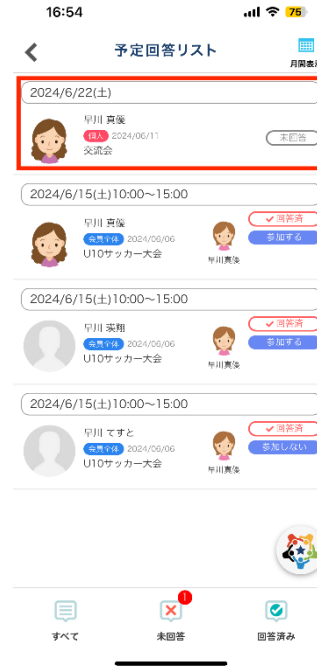 16:54
75
予定回答リスト
月間表示
2024/6/22(土)
早川 真優
個人 2024/06/11
交流会
未回答
2024/6/15(土)10:00〜15:00
早川 真優
会員全体 2024/06/06
U10サッカー大会
早川真優
回答済
参加する
2024/6/15(土)10:00〜15:00
早川 瑛翔
会員全体 2024/06/06
U10サッカー大会
早川真優
回答済
参加する
2024/6/15(土)10:00〜15:00
早川 てすと
会員全体 2024/06/06
U10サッカー大会
早川真優
回答済
参加しない
1
すべて
未回答
回答済み